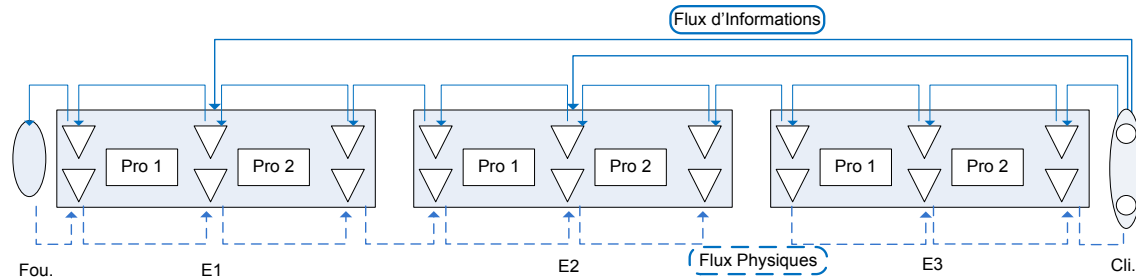 Flux d'Informations
Pro 1 Pro 2 Pro 1 Pro 2 Pro 1 Pro 2
Flux Physiques
Fou. E1 E2 E3 Cli.